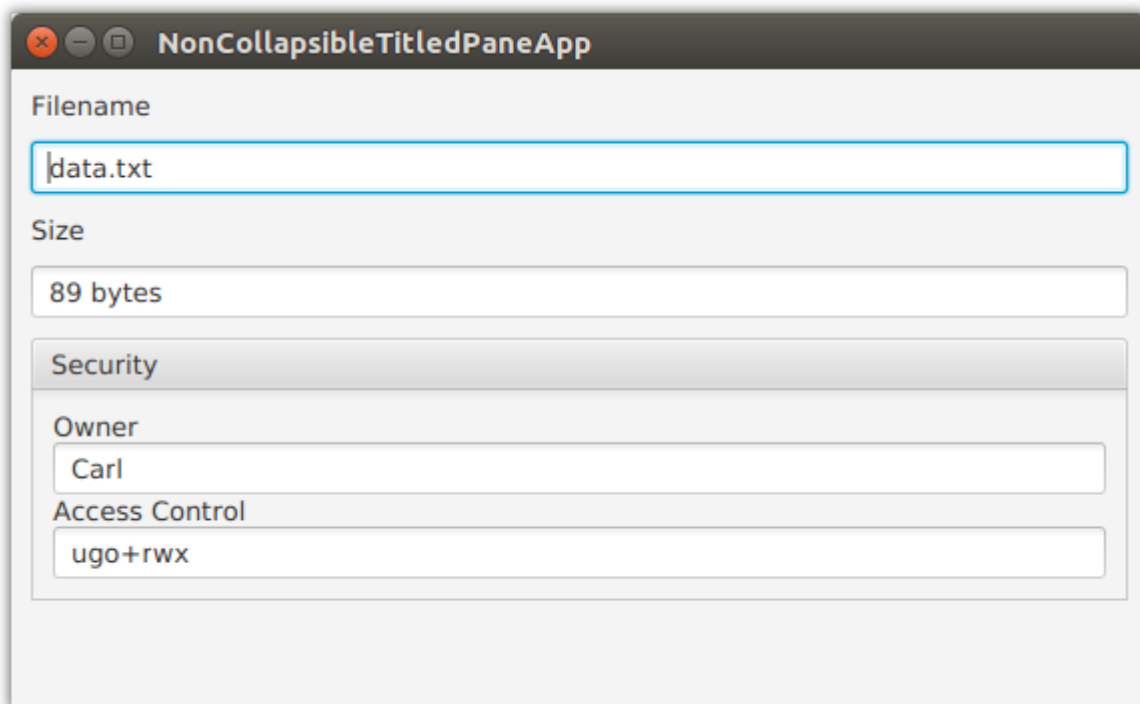 NonCollapsibleTitledPaneApp
Filename
data.txt
Size
89 bytes
Security
Owner
Carl
Access Control
ugo+rwx